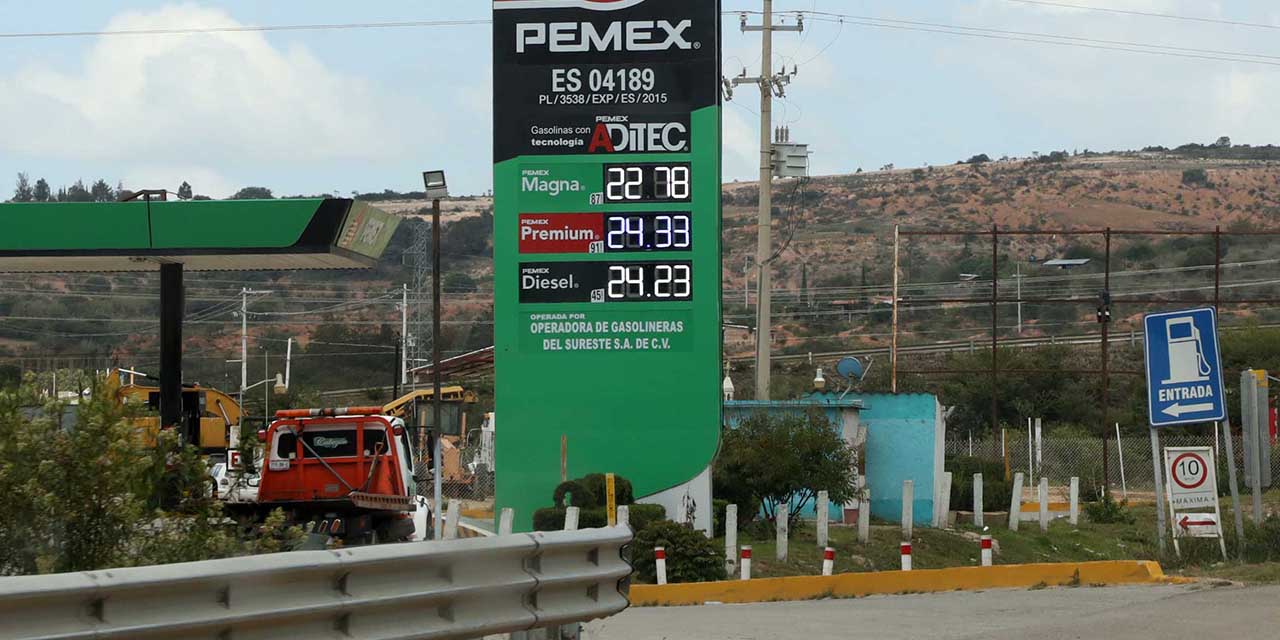 PEMEX®
ES 04189
PL/3538/EXP/ES/2015
Gasolinas con
tecnología
PEMEX
ADITEC
PEMEX
Magna® 87 22.78
PEMEX
Premium® 91 24.33
PEMEX
Diesel® 45 24.23
OPERADA POR
OPERADORA DE GASOLINERAS
DEL SURESTE S.A. DE C.V.
ENTRADA
10
MÁXIMA
E